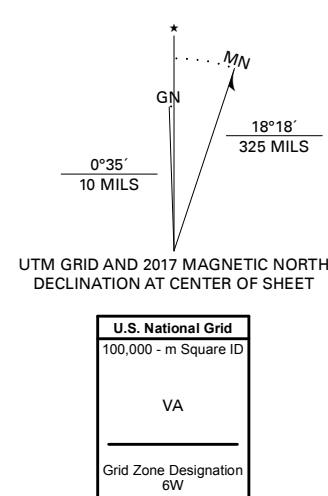 ★
MN
GN
18°18´
325 MILS
0°35´
10 MILS
UTM GRID AND 2017 MAGNETIC NORTH
DECLINATION AT CENTER OF SHEET
U.S. National Grid
100,000 - m Square ID
VA
Grid Zone Designation
6W